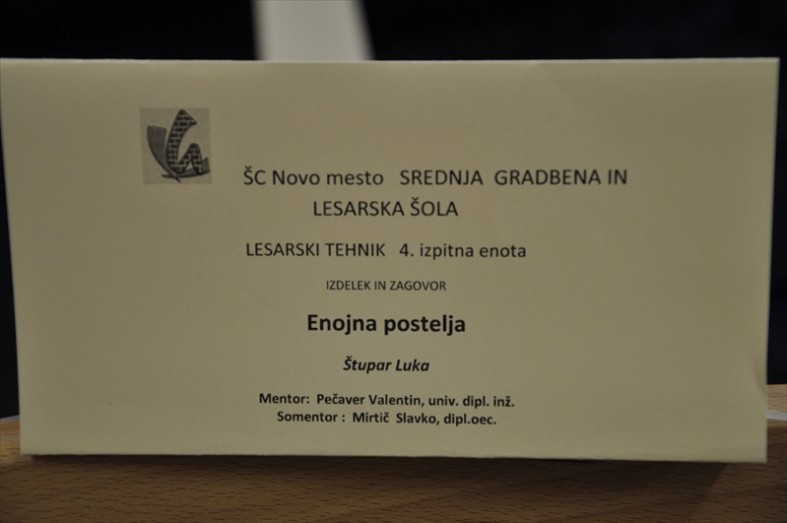 ŠC Novo mesto SREDNJA GRADBENA IN
LESARSKA ŠOLA
LESARSKI TEHNIK 4. izpitna enota
IZDELEK IN ZAGOVOR
Enojna postelja
Štupar Luka
Mentor: Pečaver Valentin, univ. dipl. inž.
Somentor : Mirtič Slavko, dipl.oec.